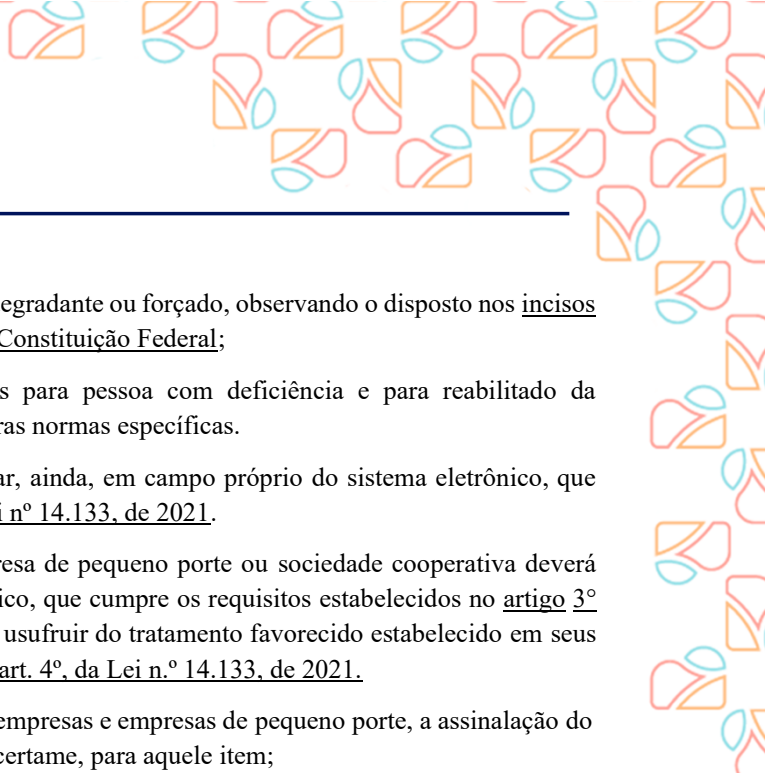 egradante ou forçado, observando o disposto nos incisos
Constituição Federal;
s para pessoa com deficiência e para reabilitado da
ras normas específicas.
ar, ainda, em campo próprio do sistema eletrônico, que
i nº 14.133, de 2021.
resa de pequeno porte ou sociedade cooperativa deverá
ico, que cumpre os requisitos estabelecidos no artigo 3°
usufruir do tratamento favorecido estabelecido em seus
art. 4º, da Lei n.º 14.133, de 2021.
empresas e empresas de pequeno porte, a assinalação do
certame, para aquele item;